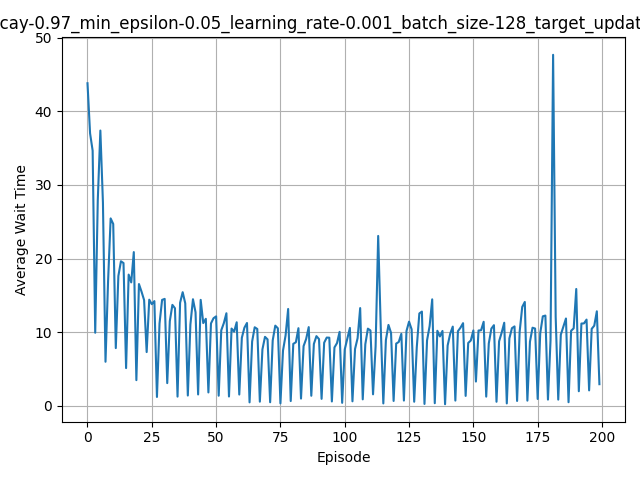 cay-0.97_min_epsilon-0.05_learning_rate-0.001_batch_size-128_target_updat
50
40
30
20
10
0
Average Wait Time
0 25 50 75 100 125 150 175 200
Episode